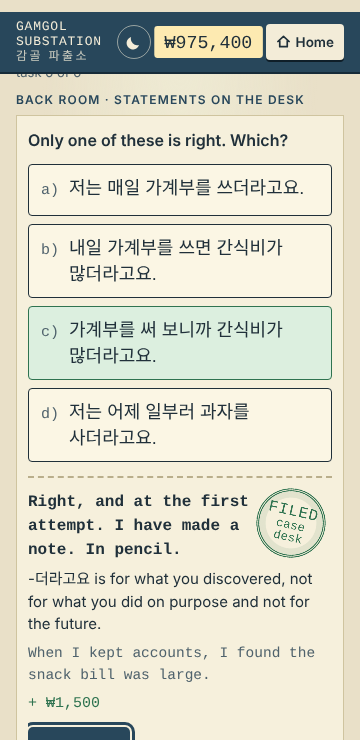 GAMGOL
SUBSTATION
감골 파출소
₩975,400
Home
BACK ROOM · STATEMENTS ON THE DESK
Only one of these is right. Which?
a) 저는 매일 가계부를 쓰더라고요.
b) 내일 가계부를 쓰면 간식비가
많더라고요.
c) 가계부를 써 보니까 간식비가
많더라고요.
d) 저는 어제 일부러 과자를
사더라고요.
Right, and at the first
attempt. I have made a
note. In pencil.
FILED
case
desk
-더라고요 is for what you discovered, not
for what you did on purpose and not for
the future.
When I kept accounts, I found the
snack bill was large.
+ ₩1,500